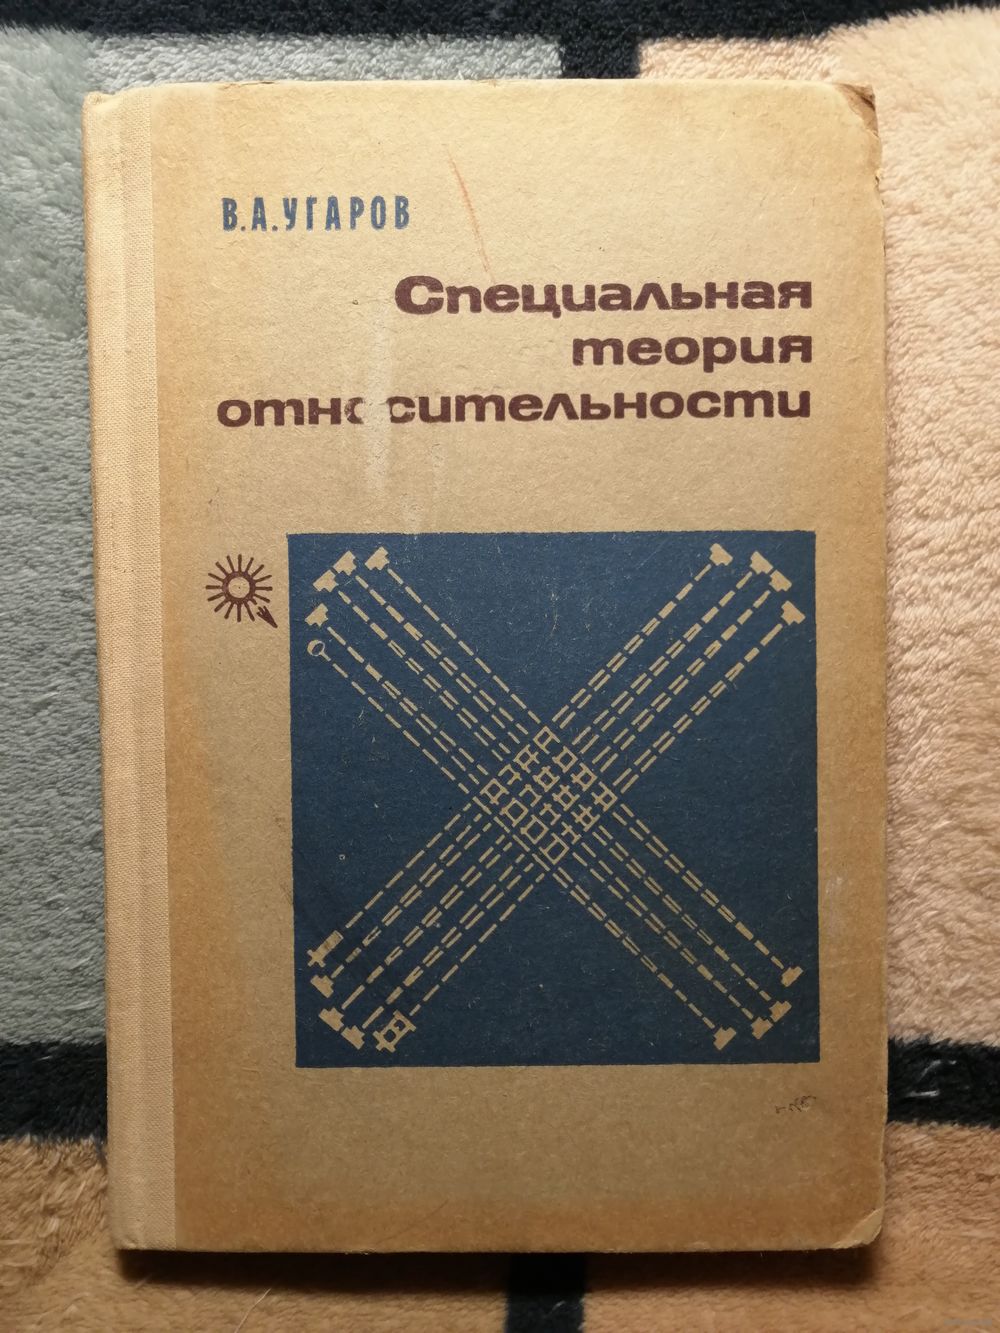 В.А.УГАРОВ
Специальная
теория
относительности